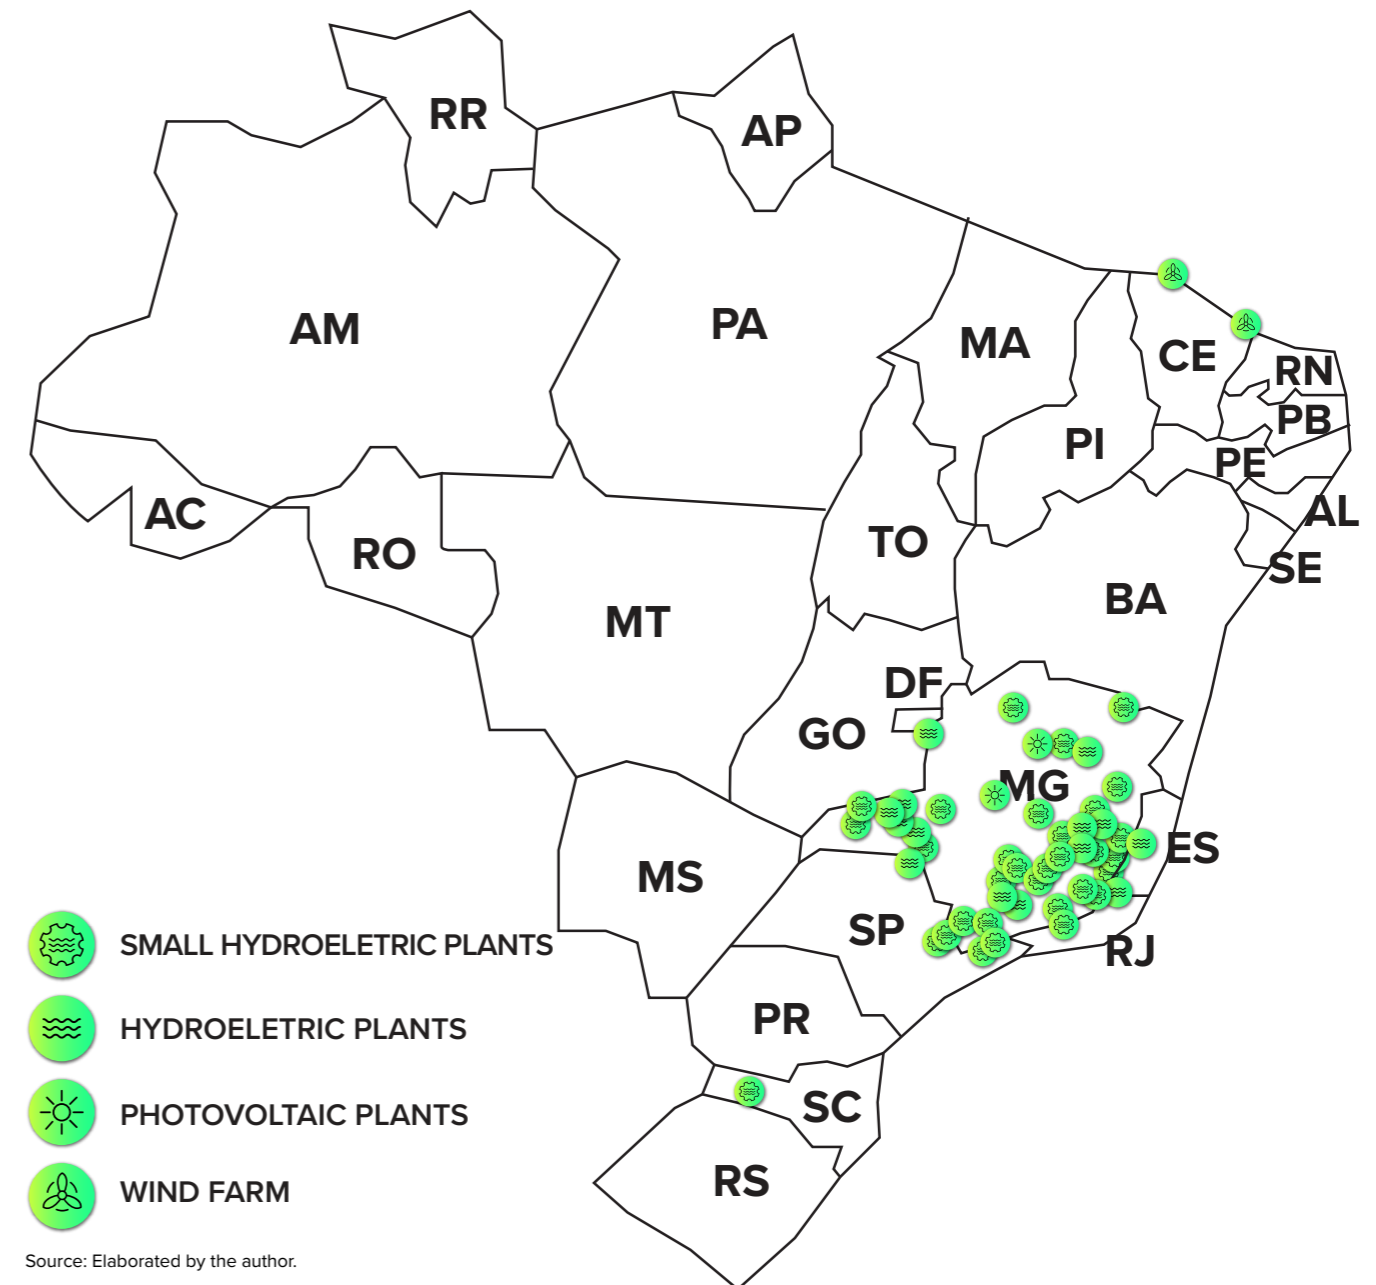 RR
AP
AM
PA
MA
CE
RN
PB
PI
PE
AL
AC
RO
TO
SE
MT
BA
DF
GO
MG
MS
ES
SP
RJ
PR
SC
RS
SMALL HYDROELETRIC PLANTS
HYDROELETRIC PLANTS
PHOTOVOLTAIC PLANTS
WIND FARM
Source: Elaborated by the author.